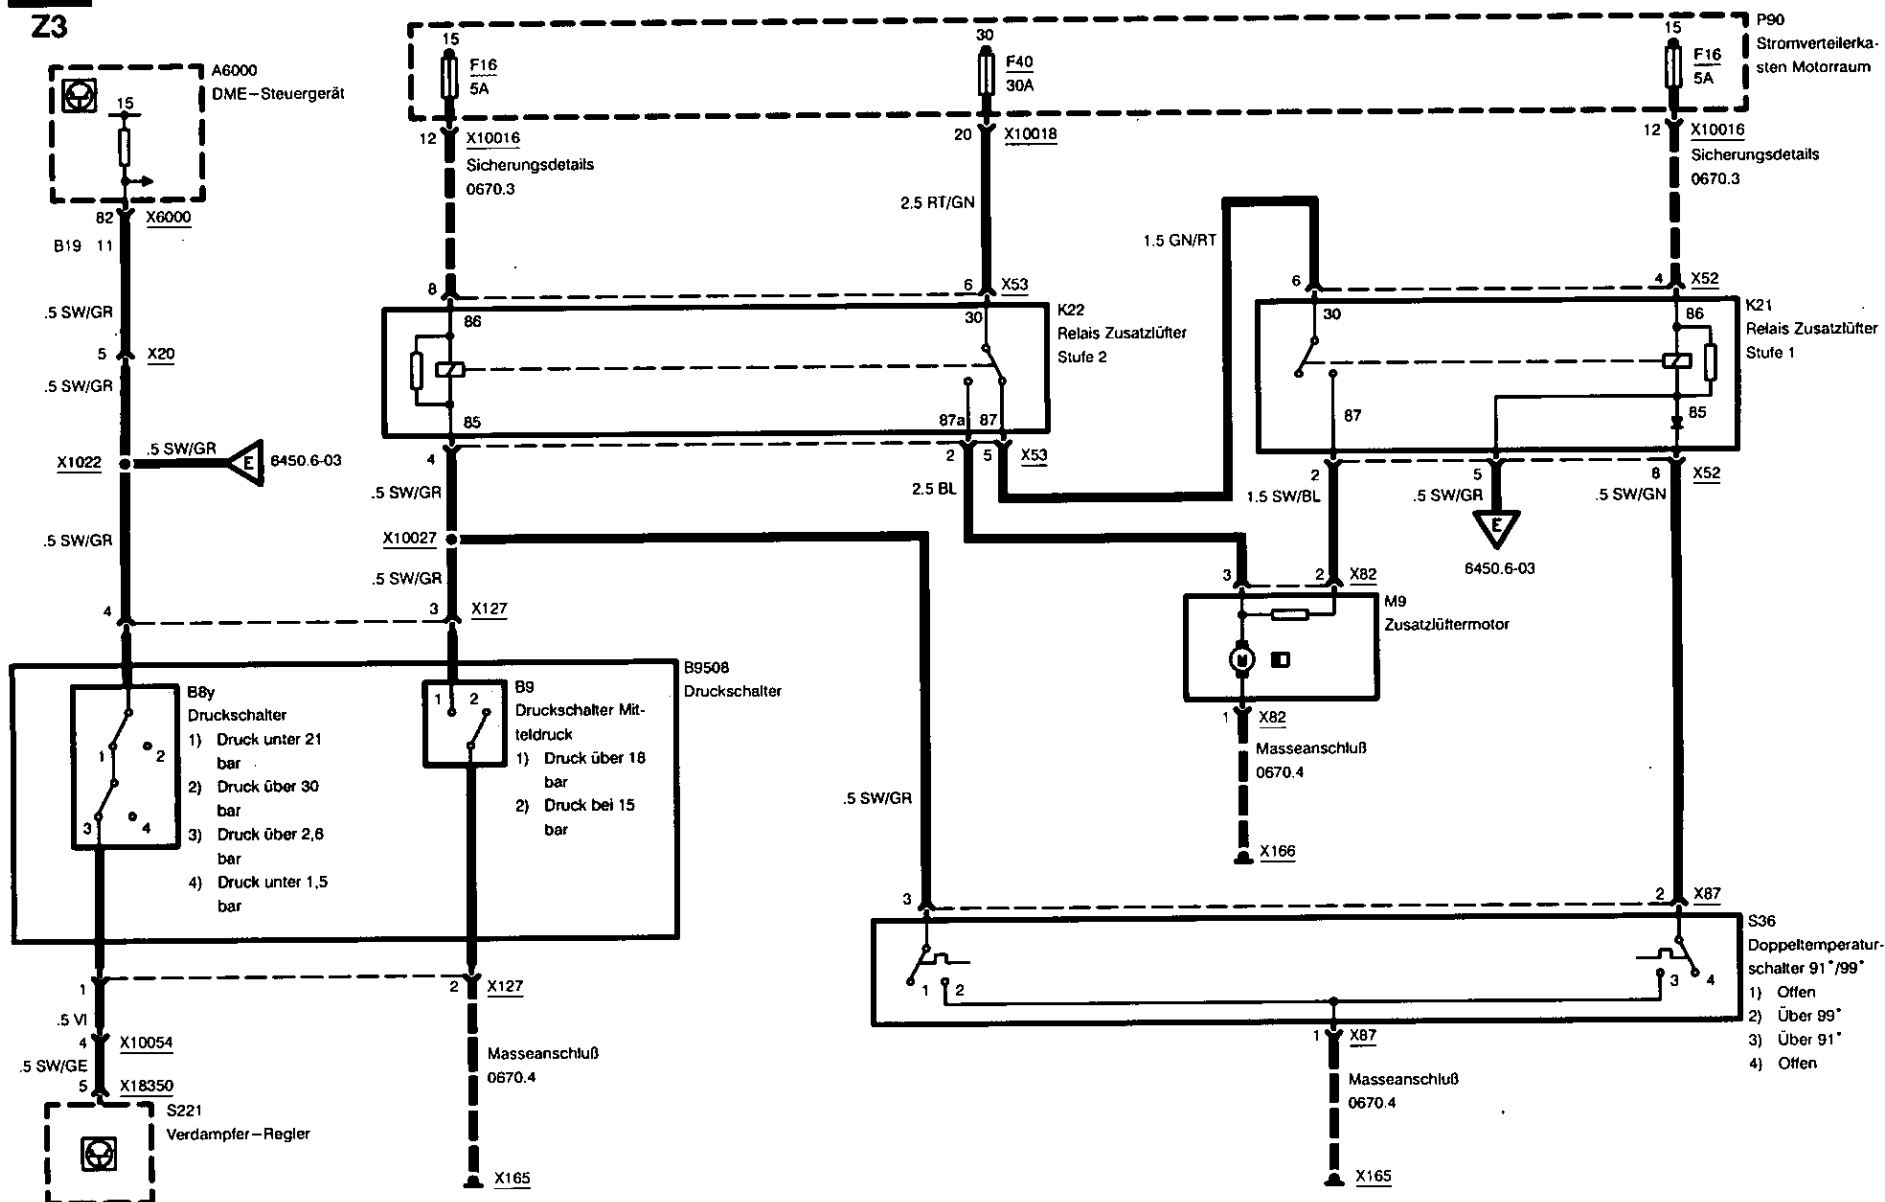 Z3
A6000
DME-Steuergerät
15
82 X6000
B19 11
.5 SW/GR
5 X20
.5 SW/GR
X1022
.5 SW/GR
E
6450.6-03
.5 SW/GR
4
15
F16
5A
12 X10016
Sicherungsdetails
0670.3
30
F40
30A
20 X10018
2.5 RT/GN
15
F16
5A
P90
Stromverteilerka-
sten Motorraum
12 X10016
Sicherungsdetails
0670.3
1.5 GN/RT
8
6 X53
86
30
K22
Relais Zusatzlüfter
Stufe 2
85
87a 87
4
2 5 X53
.5 SW/GR
2.5 BL
X10027
.5 SW/GR
3 X127
6
4 X52
30
86
K21
Relais Zusatzlüfter
Stufe 1
87
85
2
5
6 X52
1.5 SW/BL
.5 SW/GR
.5 SW/GN
E
6450.6-03
3
2 X82
M9
Zusatzlüftermotor
M
1 X82
Masseanschluß
0670.4
X166
B9508
Druckschalter
B8y
Druckschalter
1) Druck unter 21
bar
2) Druck über 30
bar
3) Druck über 2,6
bar
4) Druck unter 1,5
bar
1
2
3
4
1 2
B9
Druckschalter Mit-
teldruck
1) Druck über 18
bar
2) Druck bei 15
bar
.5 SW/GR
1
.5 VI
4 X10054
.5 SW/GE
5 X18350
S221
Verdampfer-Regler
2 X127
Masseanschluß
0670.4
X165
3
2 X87
1 2
3 4
S36
Doppeltemperatur-
schalter 91°/99°
1) Offen
2) Über 99°
3) Über 91°
4) Offen
1 X87
Masseanschluß
0670.4
X165